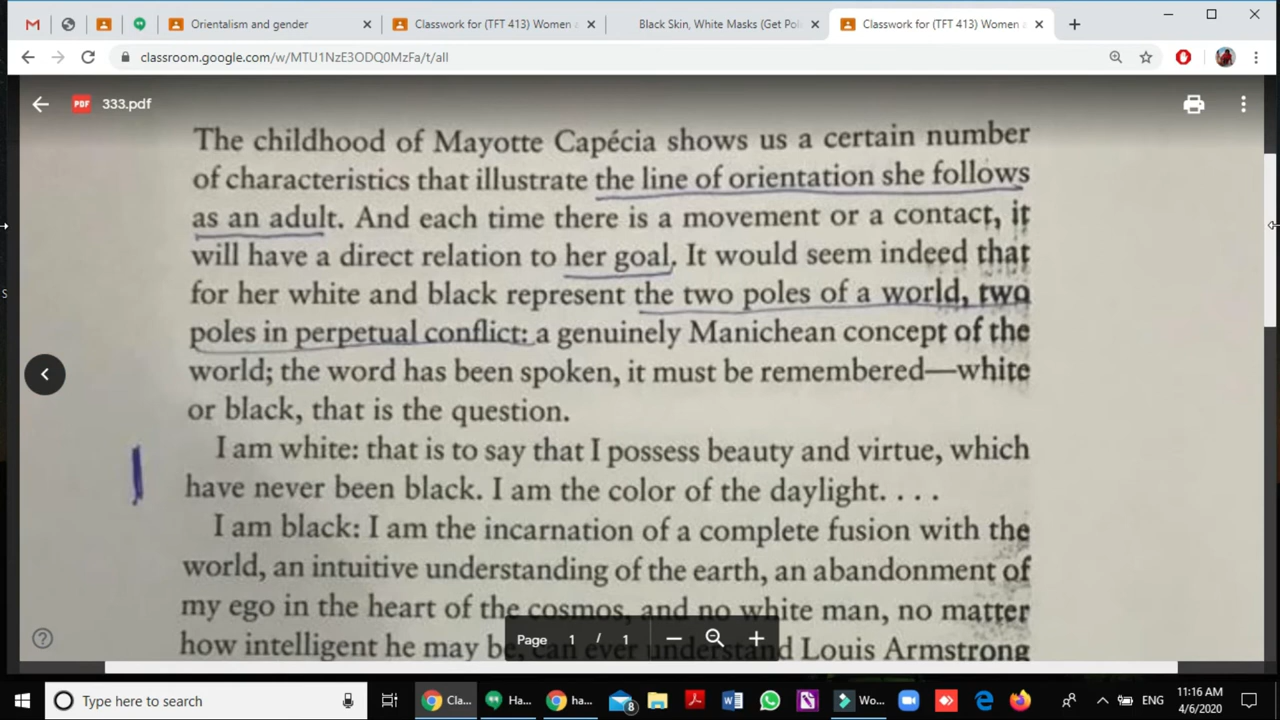 Orientalism and gender
Classwork for (TFT 413) Women a
Black Skin, White Masks (Get Poli
Classwork for (TFT 413) Women a
classroom.google.com/w/MTU1NzE3ODQ0MzFa/t/all
PDF 333.pdf
The childhood of Mayotte Capécia shows us a certain number
of characteristics that illustrate the line of orientation she follows
as an adult. And each time there is a movement or a contact, it
will have a direct relation to her goal. It would seem indeed that
for her white and black represent the two poles of a world, two
poles in perpetual conflict: a genuinely Manichean concept of the
world; the word has been spoken, it must be remembered—white
or black, that is the question.
I am white: that is to say that I possess beauty and virtue, which
have never been black. I am the color of the daylight. . . .
I am black: I am the incarnation of a complete fusion with the
world, an intuitive understanding of the earth, an abandonment of
my ego in the heart of the cosmos, and no white man, no matter
how intelligent he may be, can ever understand Louis Armstrong
Page 1 / 1
Type here to search
Cla...
Ha...
ha...
8
Wo...
ENG
11:16 AM
4/6/2020